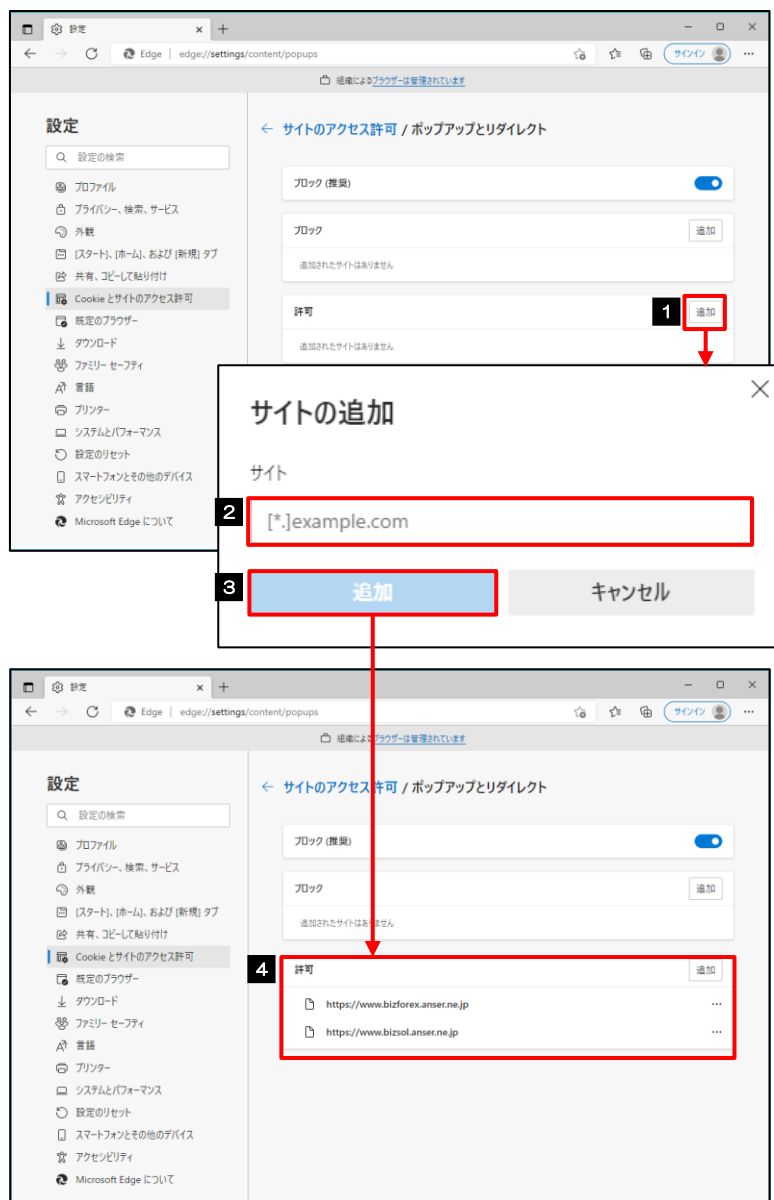 設定
Edge | edge://settings/content/popups
サインイン
組織によるブラウザーは管理されています
設定
設定の検索
プロファイル
プライバシー、検索、サービス
外観
[スタート]、[ホーム]、および [新規] タブ
共有、コピーして貼り付け
Cookie とサイトのアクセス許可
既定のブラウザー
ダウンロード
ファミリー セーフティ
言語
プリンター
システムとパフォーマンス
設定のリセット
スマートフォンとその他のデバイス
アクセシビリティ
Microsoft Edge について
サイトのアクセス許可 / ポップアップとリダイレクト
ブロック (推奨)
ブロック
追加
追加されたサイトはありません
許可
1
追加
追加されたサイトはありません
サイトの追加
サイト
2
[*.]example.com
3
追加
キャンセル
設定
Edge | edge://settings/content/popups
サインイン
組織によるブラウザーは管理されています
設定
設定の検索
プロファイル
プライバシー、検索、サービス
外観
[スタート]、[ホーム]、および [新規] タブ
共有、コピーして貼り付け
Cookie とサイトのアクセス許可
既定のブラウザー
ダウンロード
ファミリー セーフティ
言語
プリンター
システムとパフォーマンス
設定のリセット
スマートフォンとその他のデバイス
アクセシビリティ
Microsoft Edge について
サイトのアクセス許可 / ポップアップとリダイレクト
ブロック (推奨)
ブロック
追加
追加されたサイトはありません
4
許可
追加
https://www.bizforex.anser.ne.jp
https://www.bizsol.anser.ne.jp